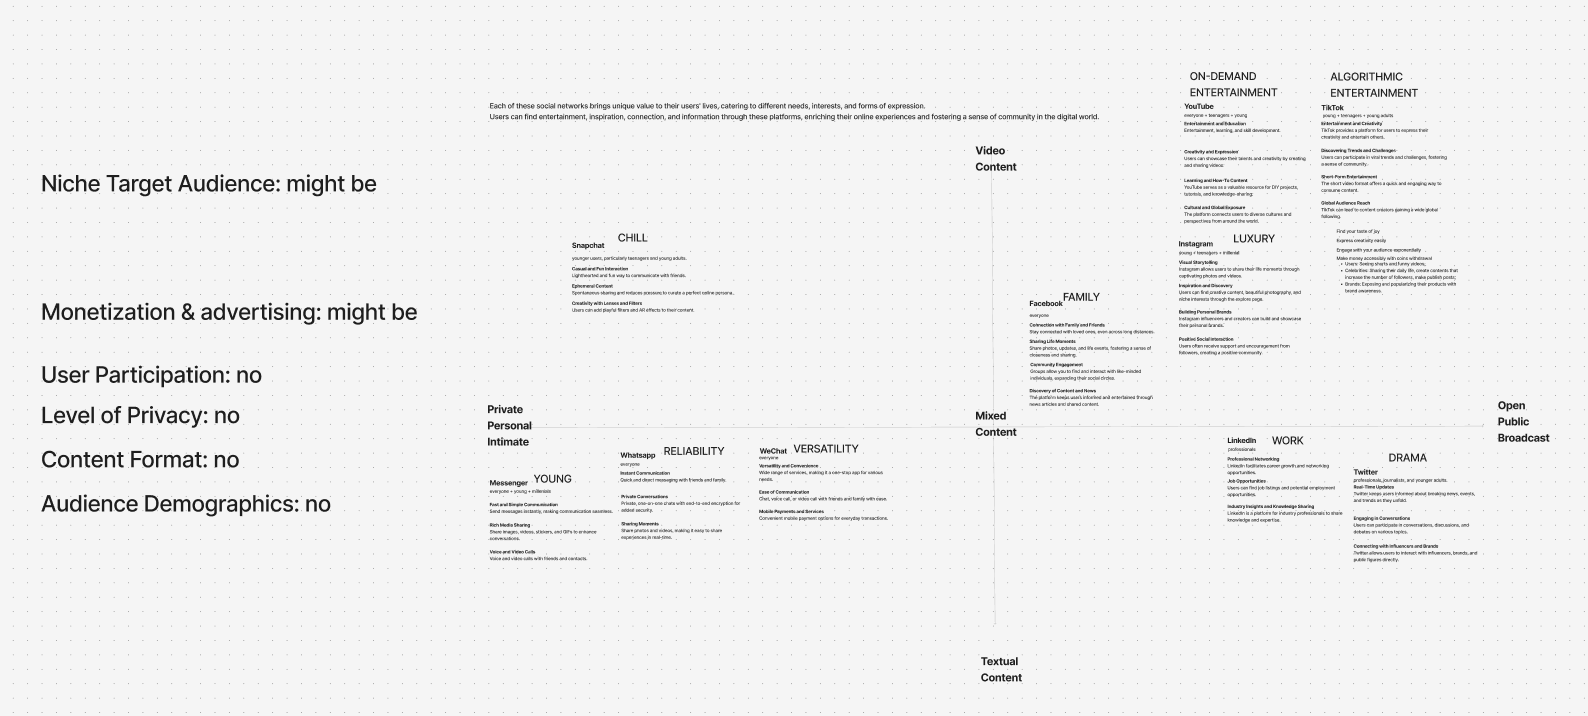 Niche Target Audience: might be
Monetization & advertising: might be
User Participation: no
Level of Privacy: no
Content Format: no
Audience Demographics: no
Each of these social networks brings unique value to their users' lives, catering to different needs, interests, and forms of expression.
Users can find entertainment, inspiration, connection, and information through these platforms, enriching their online experiences and fostering a sense of community in the digital world.
Video
Content
Private
Personal
Intimate
Mixed
Content
Open
Public
Broadcast
Textual
Content
CHILL
Snapchat
younger users, particularly teenagers and young adults.
Casual and Fun Interaction
Lighthearted and fun way to communicate with friends.
Ephemeral Content
Spontaneous sharing and reduces pressure to curate a perfect online persona.
Creativity with Lenses and Filters
Users can add playful filters and AR effects to their content
ON-DEMAND
ENTERTAINMENT
YouTube
everyone + teenagers + young
Entertainment and Education
Entertainment, learning, and skill development.
Creativity and Expression
Users can showcase their talents and creativity by creating
and sharing videos.
Learning and How-To Content
YouTube serves as a valuable resource for DIY projects,
tutorials, and knowledge-sharing.
Cultural and Global Exposure
The platform connects users to diverse cultures and
perspectives from around the world.
ALGORITHMIC
ENTERTAINMENT
TikTok
young + teenagers + young adults
Entertainment and Creativity
TikTok provides a platform for users to express their
creativity and entertain others.
Discovering Trends and Challenges
Users can participate in viral trends and challenges, fostering
a sense of community.
Short-Form Entertainment
The short video format offers a quick and engaging way to
consume content.
Global Audience Reach
TikTok can lead to content creators gaining a wide global
following.
Find your taste of joy
Express creativity easily
Engage with your audience exponentially
Make money accessibly with coins withdrawal
• Users: Seeing shorts and funny videos;
• Celebrities: Sharing their daily life, create contents that
increase the number of followers, make publish posts;
• Brands: Exposing and popularizing their products with
brand awareness.
LUXURY
Instagram
young + teenagers + millenial
Visual Storytelling
Instagram allows users to share their life moments through
captivating photos and videos.
Inspiration and Discovery
Users can find creative content, beautiful photography, and
niche interests through the explore page.
Building Personal Brands
Instagram influencers and creators can build and showcase
their personal brands.
Positive Social Interaction
Users often receive support and encouragement from
followers, creating a positive community.
FAMILY
Facebook
everyone
Connection with Family and Friends
Stay connected with loved ones, even across long distances.
Sharing Life Moments
Share photos, updates, and life events, fostering a sense of
closeness and sharing.
Community Engagement
Groups allow you to find and interact with like-minded
individuals, expanding their social circles.
Discovery of Content and News
The platform keeps users informed and entertained through
news articles and shared content.
YOUNG
Messenger
everyone + young + millenials
Fast and Simple Communication
Send messages instantly, making communication seamless.
Rich Media Sharing
Share images, videos, stickers, and GIFs to enhance
conversations.
Voice and Video Calls
Voice and video calls with friends and contacts.
RELIABILITY
Whatsapp
everyone
Instant Communication
Quick and direct messaging with friends and family.
Private Conversations
Private, one-on-one chats with end-to-end encryption for
added security.
Sharing Moments
Share photos and videos, making it easy to share
experiences in real-time.
VERSATILITY
WeChat
everyone
Versatility and Convenience
Wide range of services, making it a one-stop app for various
needs.
Ease of Communication
Chat, voice call, or video call with friends and family with ease.
Mobile Payments and Services
Convenient mobile payment options for everyday transactions.
WORK
LinkedIn
professionals
Professional Networking
LinkedIn facilitates career growth and networking
opportunities.
Job Opportunities
Users can find job listings and potential employment
opportunities.
Industry Insights and Knowledge Sharing
LinkedIn is a platform for industry professionals to share
knowledge and expertise.
DRAMA
Twitter
professionals, journalists, and younger adults.
Real-Time Updates
Twitter keeps users informed about breaking news, events,
and trends as they unfold.
Engaging in Conversations
Users can participate in conversations, discussions, and
debates on various topics.
Connecting with Influencers and Brands
Twitter allows users to interact with influencers, brands, and
public figures directly.